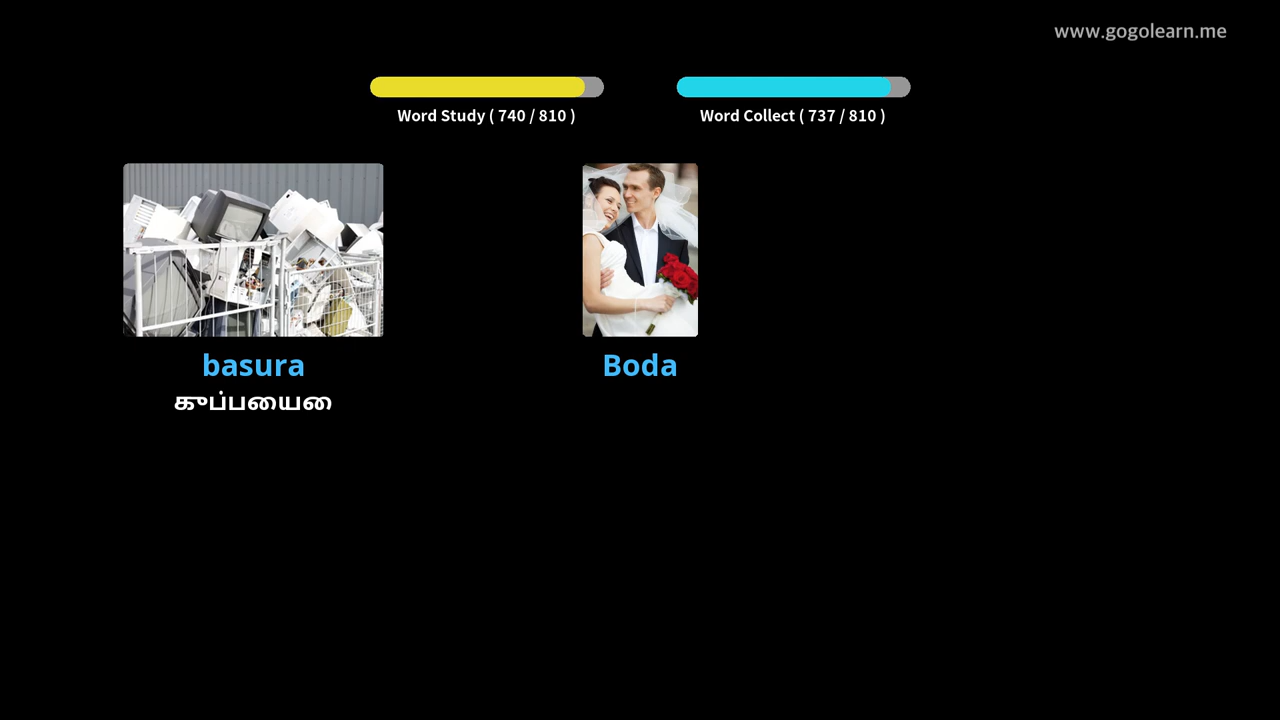 www.gogolearn.me
Word Study ( 740 / 810 )
Word Collect ( 737 / 810 )
basura
Boda
குப்பையை